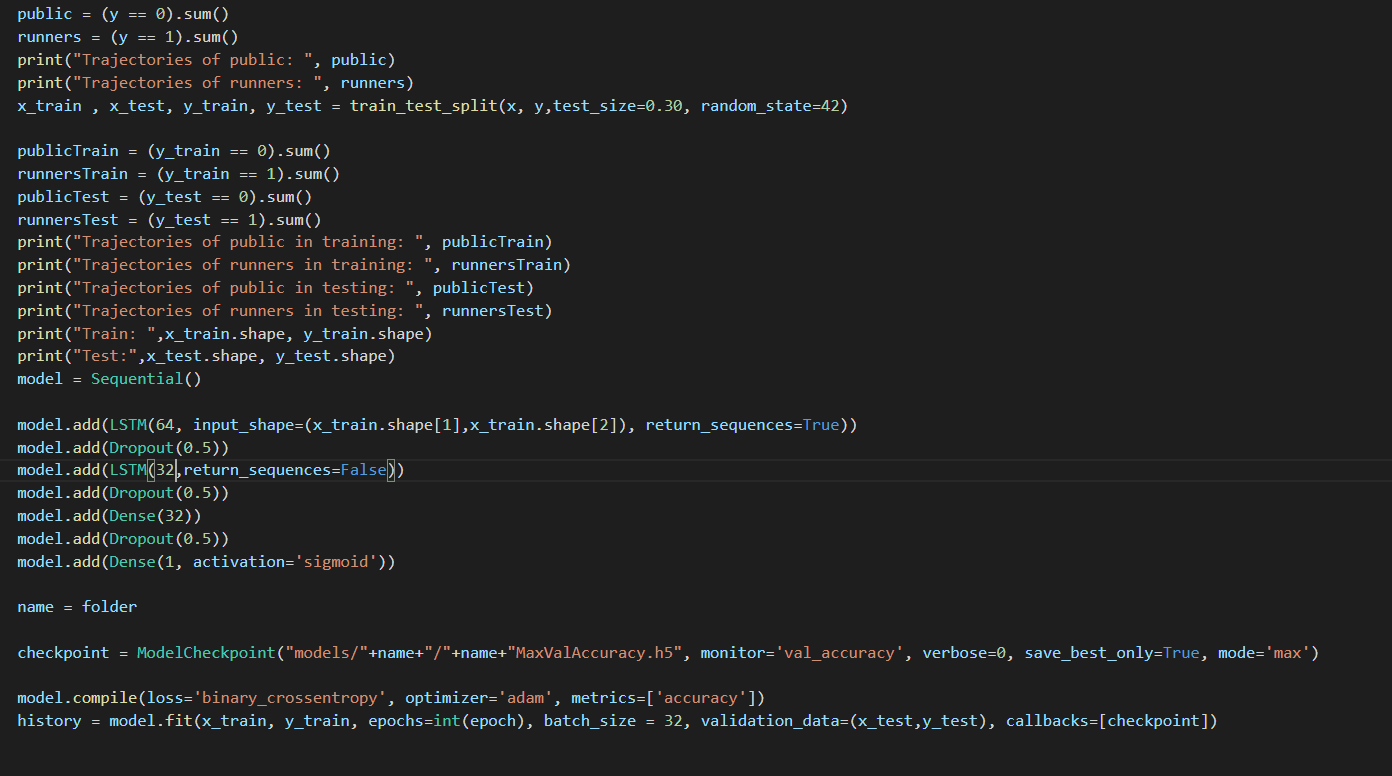 public = (y == 0).sum()
runners = (y == 1).sum()
print("Trajectories of public: ", public)
print("Trajectories of runners: ", runners)
x_train , x_test, y_train, y_test = train_test_split(x, y,test_size=0.30, random_state=42)
publicTrain = (y_train == 0).sum()
runnersTrain = (y_train == 1).sum()
publicTest = (y_test == 0).sum()
runnersTest = (y_test == 1).sum()
print("Trajectories of public in training: ", publicTrain)
print("Trajectories of runners in training: ", runnersTrain)
print("Trajectories of public in testing: ", publicTest)
print("Trajectories of runners in testing: ", runnersTest)
print("Train: ",x_train.shape, y_train.shape)
print("Test:",x_test.shape, y_test.shape)
model = Sequential()
model.add(LSTM(64, input_shape=(x_train.shape[1],x_train.shape[2]), return_sequences=True))
model.add(Dropout(0.5))
model.add(LSTM(32,return_sequences=False))
model.add(Dropout(0.5))
model.add(Dense(32))
model.add(Dropout(0.5))
model.add(Dense(1, activation='sigmoid'))
name = folder
checkpoint = ModelCheckpoint("models/"+name+"/"+name+"MaxValAccuracy.h5", monitor='val_accuracy', verbose=0, save_best_only=True, mode='max')
model.compile(loss='binary_crossentropy', optimizer='adam', metrics=['accuracy'])
history = model.fit(x_train, y_train, epochs=int(epoch), batch_size = 32, validation_data=(x_test,y_test), callbacks=[checkpoint])